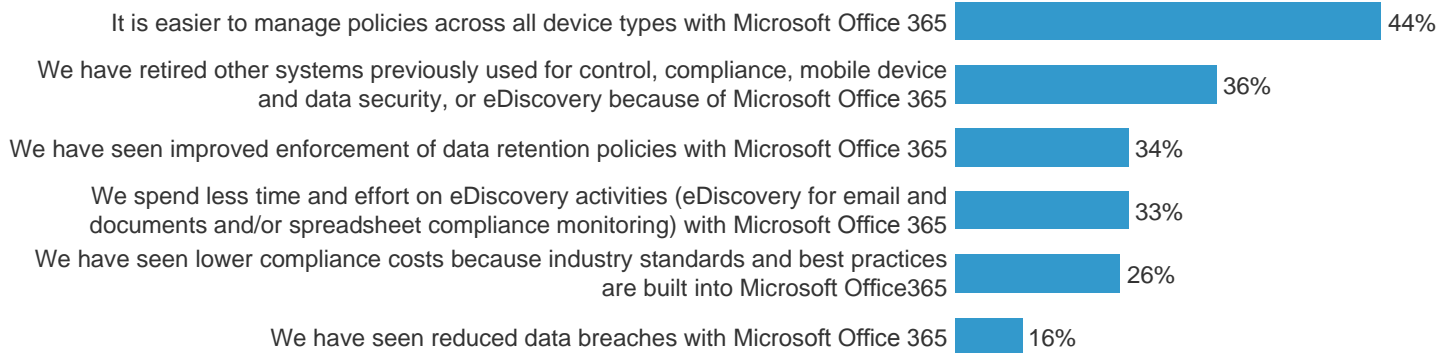 It is easier to manage policies across all device types with Microsoft Office 365 44%
We have retired other systems previously used for control, compliance, mobile device
and data security, or eDiscovery because of Microsoft Office 365 36%
We have seen improved enforcement of data retention policies with Microsoft Office 365 34%
We spend less time and effort on eDiscovery activities (eDiscovery for email and
documents and/or spreadsheet compliance monitoring) with Microsoft Office 365 33%
We have seen lower compliance costs because industry standards and best practices
are built into Microsoft Office365 26%
We have seen reduced data breaches with Microsoft Office 365 16%